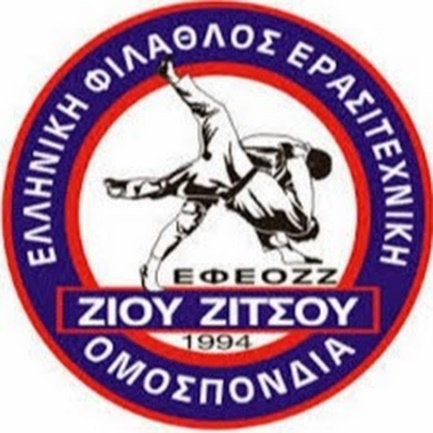 ΕΛΛΗΝΙΚΗ ΦΙΛΑΘΛΟΣ ΕΡΑΣΙΤΕΧΝΙΚΗ
ΕΦΕΟΖΖ
ΖΙΟΥ ΖΙΤΣΟΥ
1994
ΟΜΟΣΠΟΝΔΙΑ